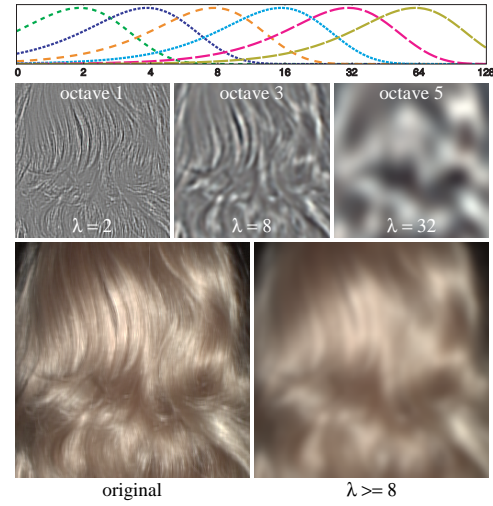 0 2 4 8 16 32 64 128
octave 1 octave 3 octave 5
λ = 2 λ = 8 λ = 32
original λ >= 8